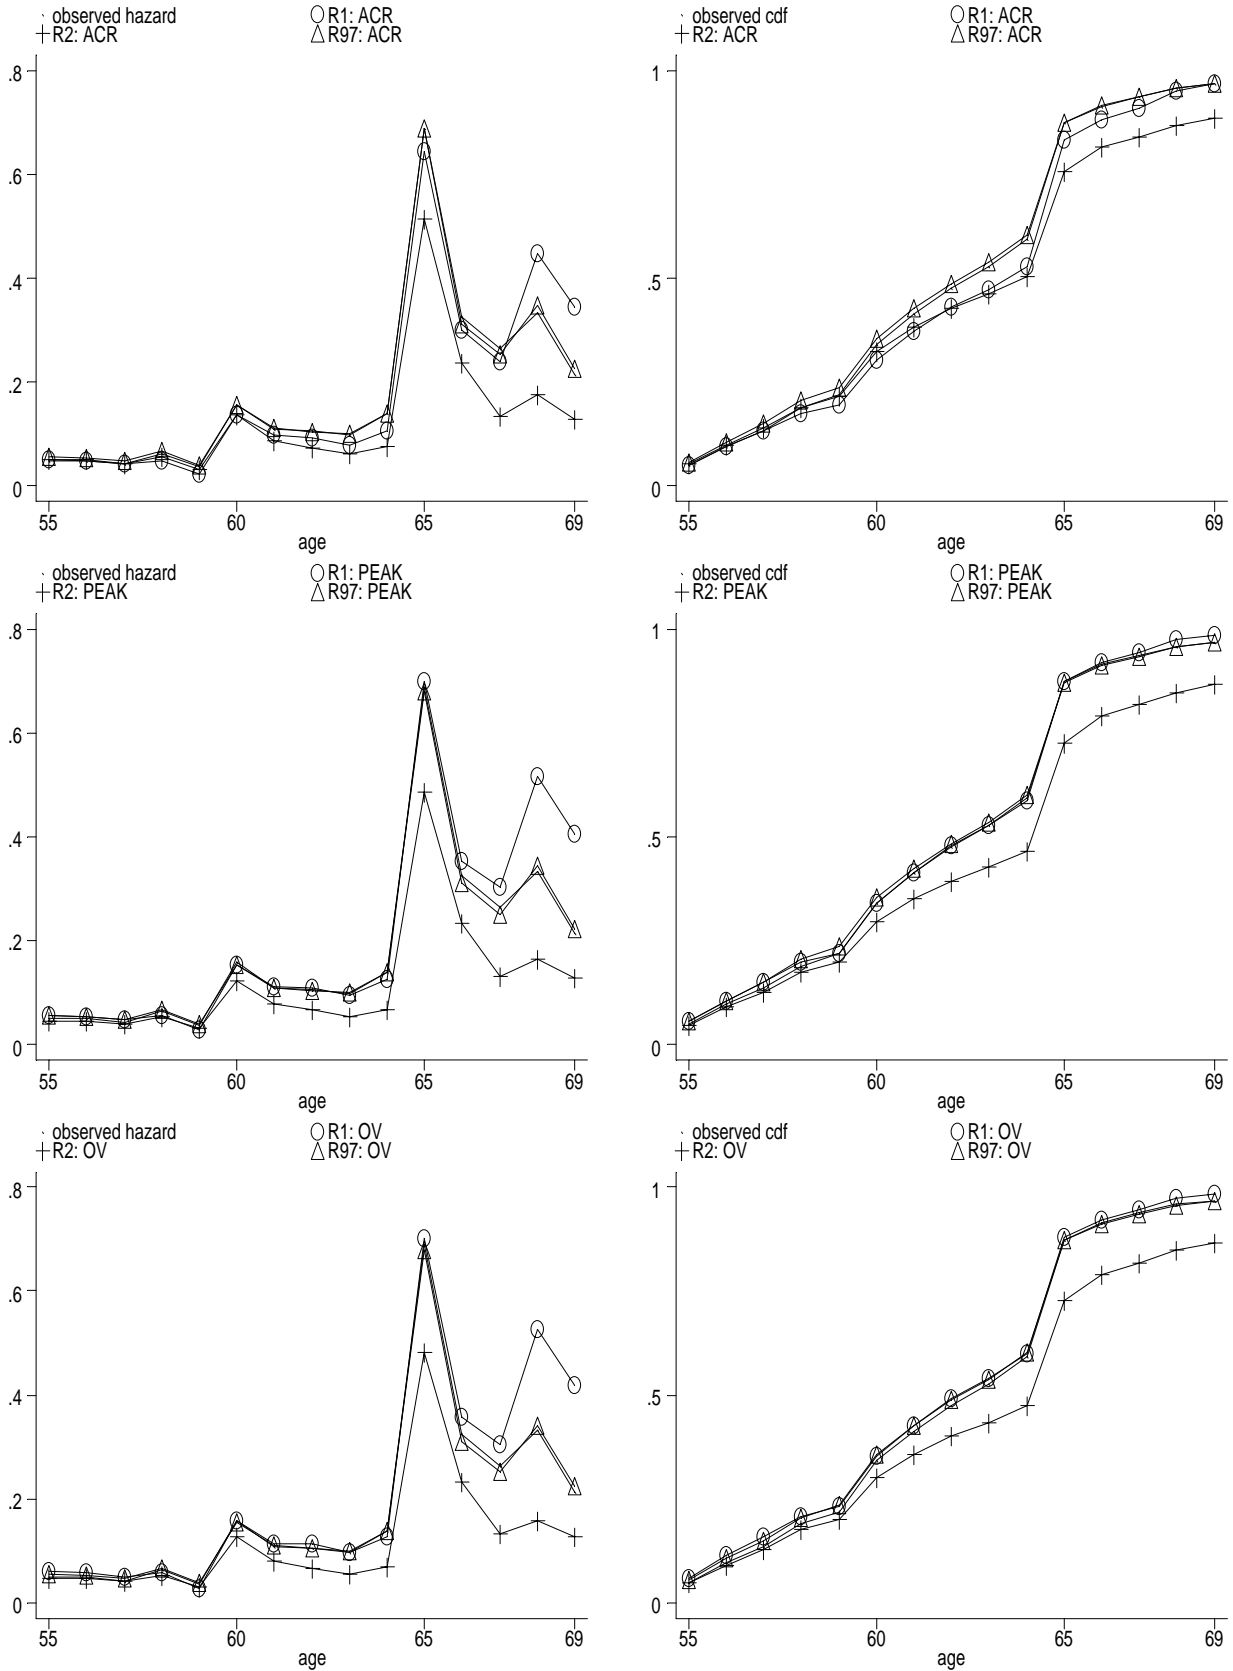 observed hazard R1: ACR
R2: ACR R97: ACR
.8
.6
.4
.2
0
55 60 65 69
age
observed cdf R1: ACR
R2: ACR R97: ACR
1
.5
0
55 60 65 69
age
observed hazard R1: PEAK
R2: PEAK R97: PEAK
.8
.6
.4
.2
0
55 60 65 69
age
observed cdf R1: PEAK
R2: PEAK R97: PEAK
1
.5
0
55 60 65 69
age
observed hazard R1: OV
R2: OV R97: OV
.8
.6
.4
.2
0
55 60 65 69
age
observed cdf R1: OV
R2: OV R97: OV
1
.5
0
55 60 65 69
age